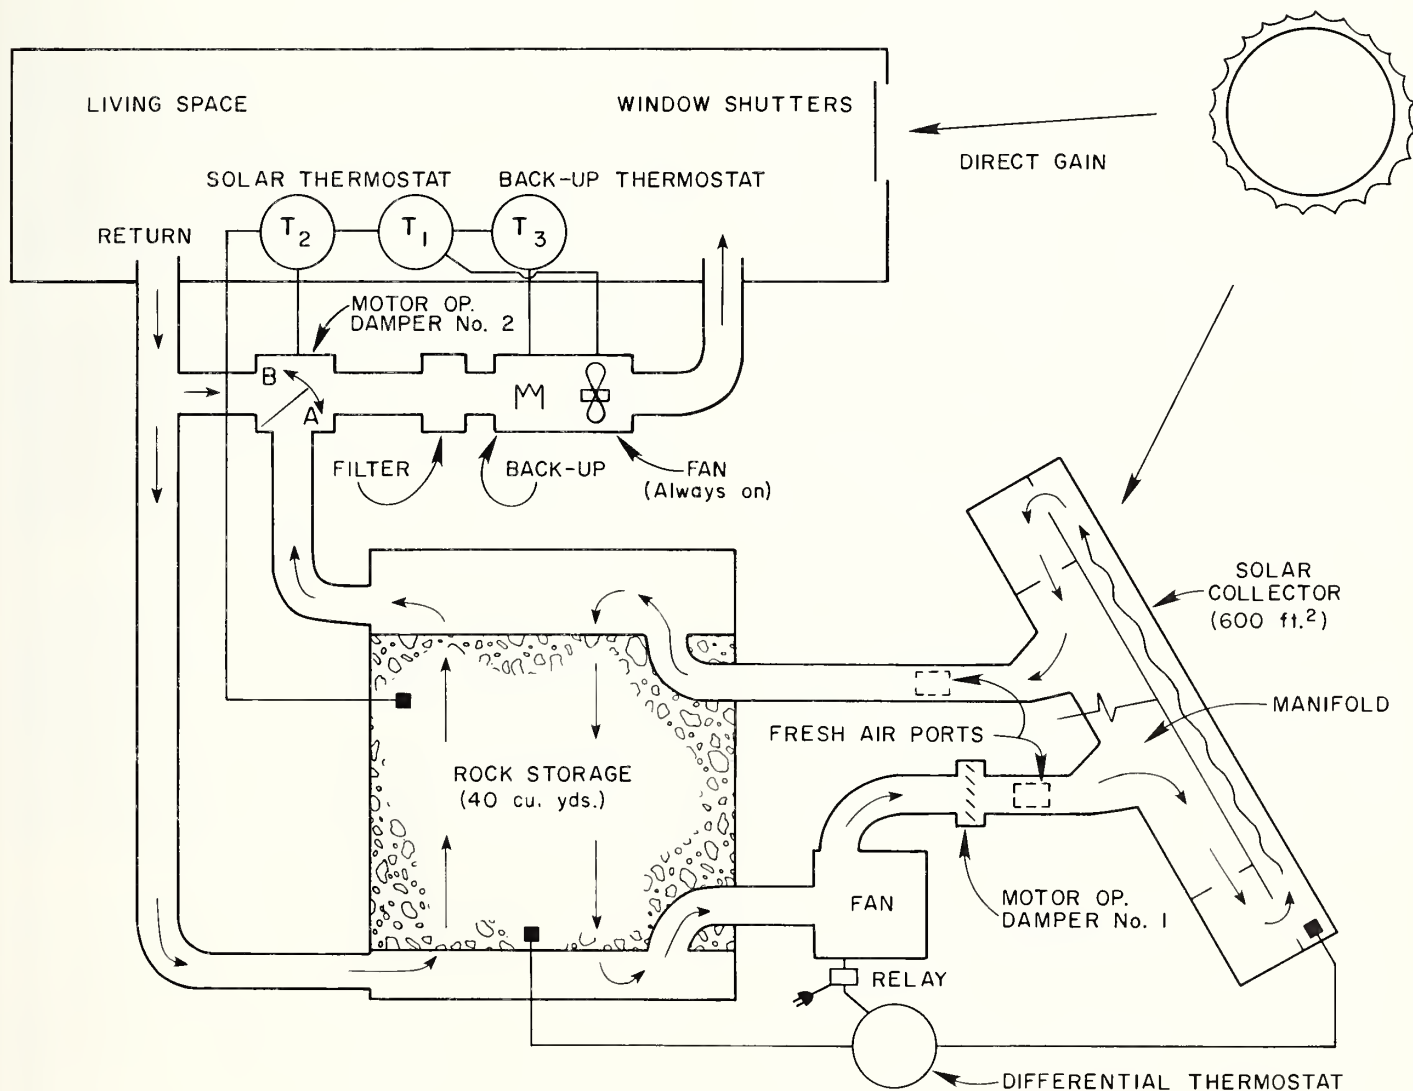 LIVING SPACE
WINDOW SHUTTERS
DIRECT GAIN
SOLAR THERMOSTAT
BACK-UP THERMOSTAT
RETURN
T2
T1
T3
MOTOR OP.
DAMPER No. 2
B
A
FILTER
BACK-UP
FAN
(Always on)
SOLAR
COLLECTOR
(600 ft.²)
MANIFOLD
FRESH AIR PORTS
ROCK STORAGE
(40 cu. yds.)
FAN
MOTOR OP.
DAMPER No. 1
RELAY
DIFFERENTIAL THERMOSTAT